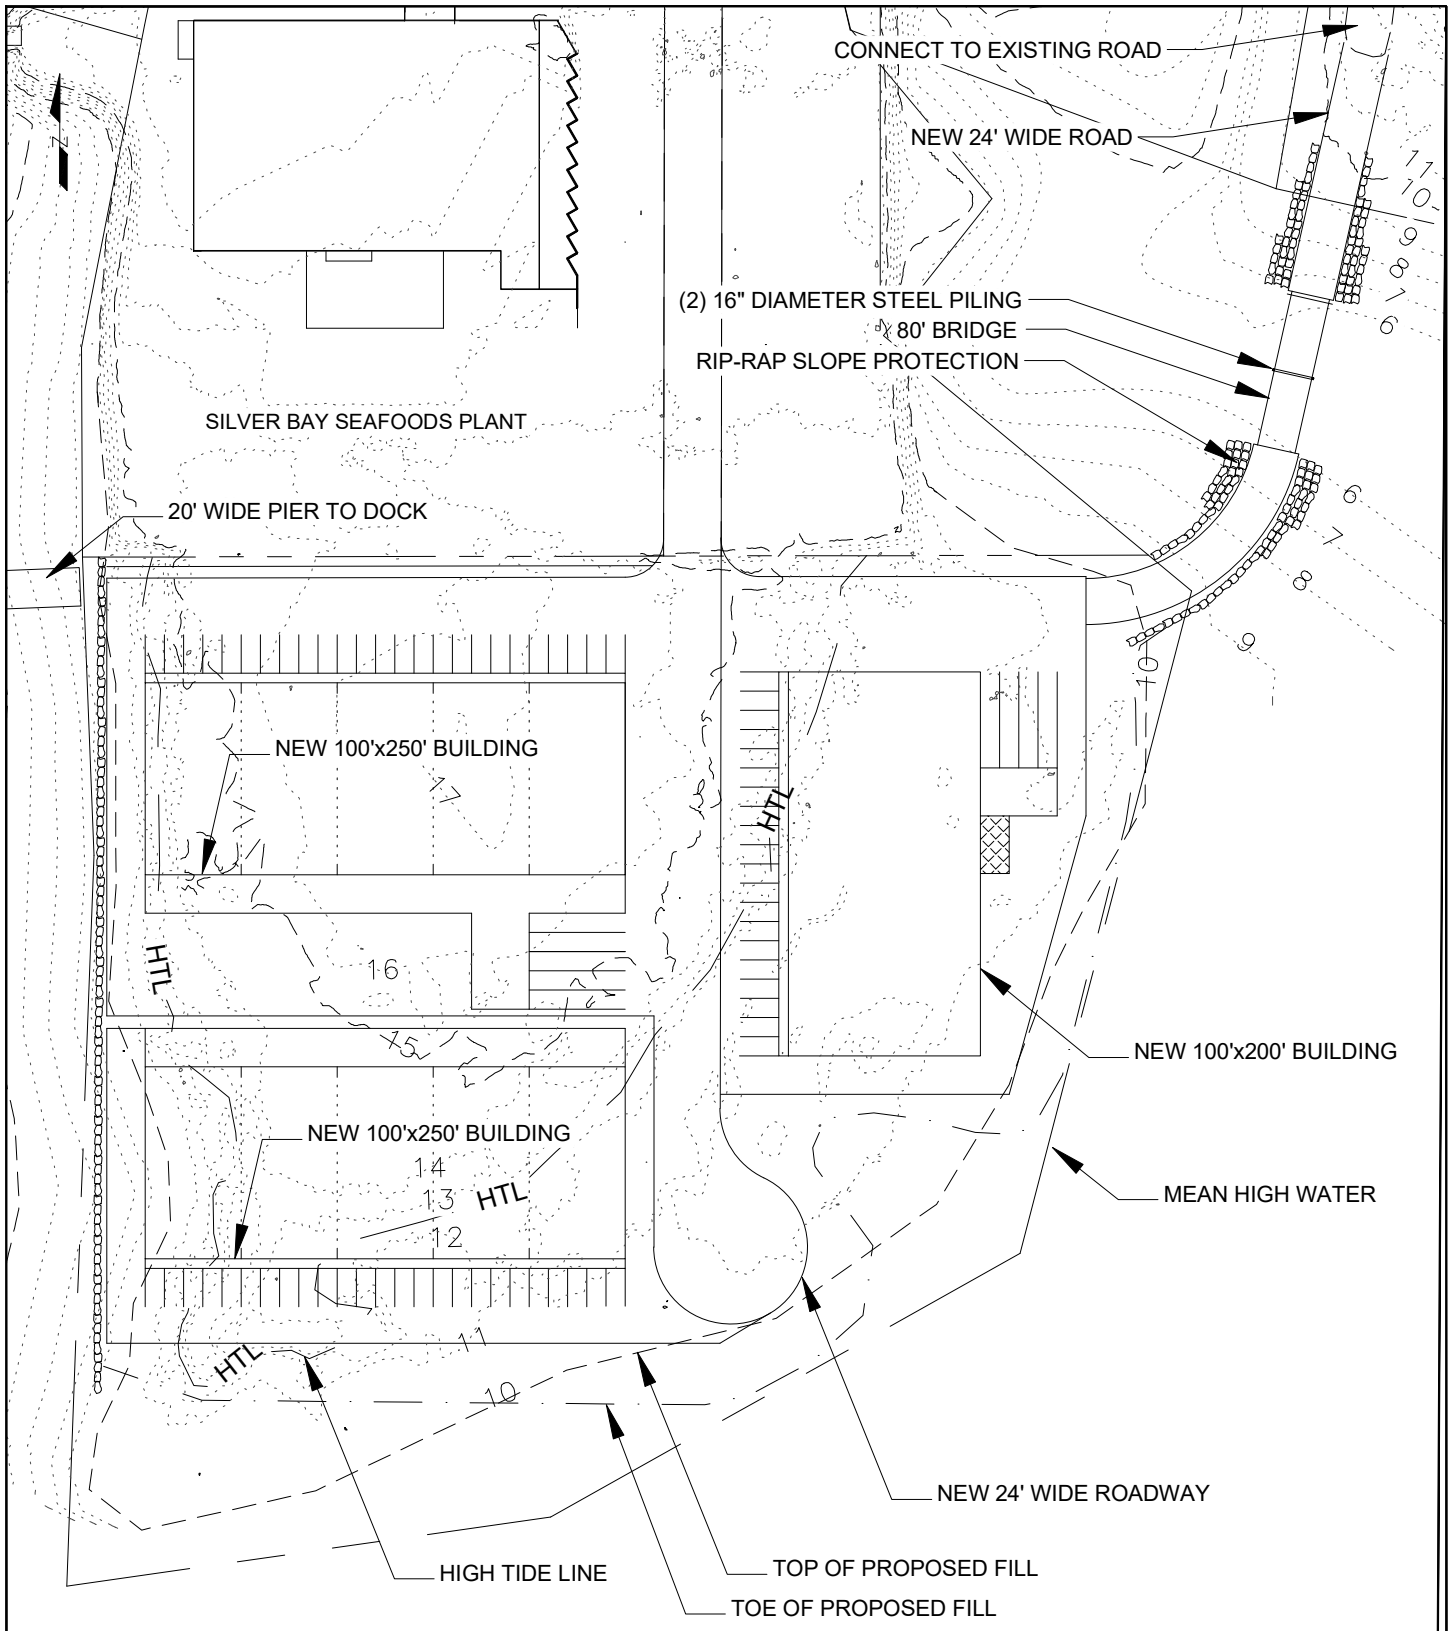 CONNECT TO EXISTING ROAD
N
NEW 24' WIDE ROAD
11
10
9
8
7
6
(2) 16" DIAMETER STEEL PILING
80' BRIDGE
RIP-RAP SLOPE PROTECTION
SILVER BAY SEAFOODS PLANT
20' WIDE PIER TO DOCK
6
7
8
9
10
NEW 100'x250' BUILDING
17
HTL
HTL
16
15
NEW 100'x200' BUILDING
NEW 100'x250' BUILDING
14
13
12
HTL
MEAN HIGH WATER
11
HTL
10
NEW 24' WIDE ROADWAY
HIGH TIDE LINE
TOP OF PROPOSED FILL
TOE OF PROPOSED FILL